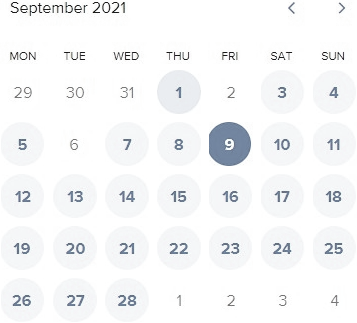 September 2021
MON TUE WED THU FRI SAT SUN
29 30 31 1 2 3 4
5 6 7 8 9 10 11
12 13 14 15 16 17 18
19 20 21 22 23 24 25
26 27 28 1 2 3 4